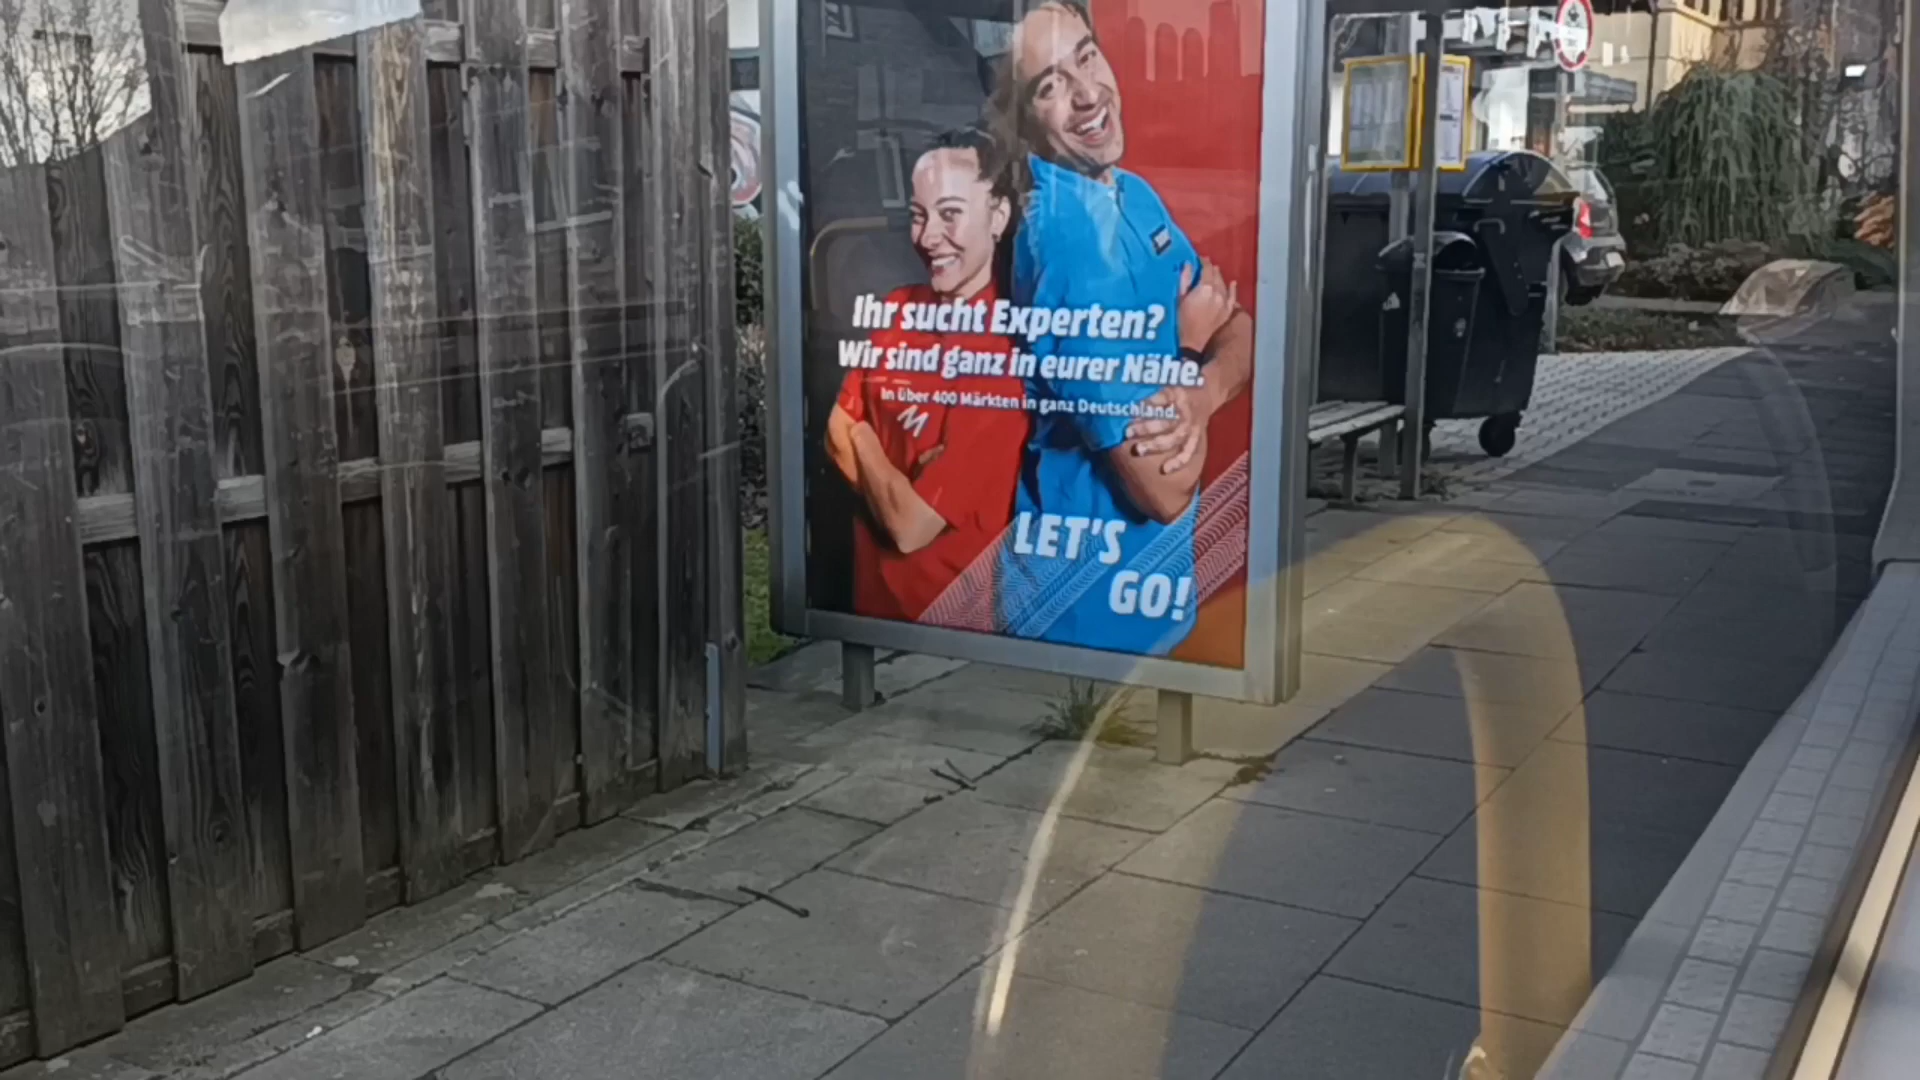 Ihr sucht Experten?
Wir sind ganz in eurer Nähe.
In über 400 Märkten in ganz Deutschland.
LET'S
GO!